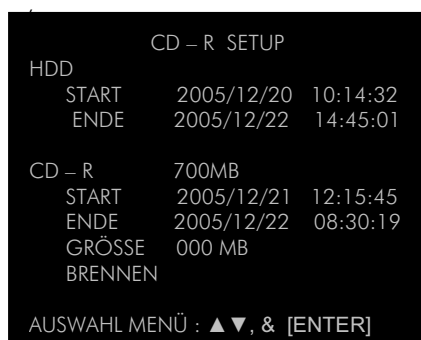 CD – R SETUP
HDD
START 2005/12/20 10:14:32
ENDE 2005/12/22 14:45:01
CD – R 700MB
START 2005/12/21 12:15:45
ENDE 2005/12/22 08:30:19
GRÖSSE 000 MB
BRENNEN
AUSWAHL MENÜ : ▲▼, & [ENTER]